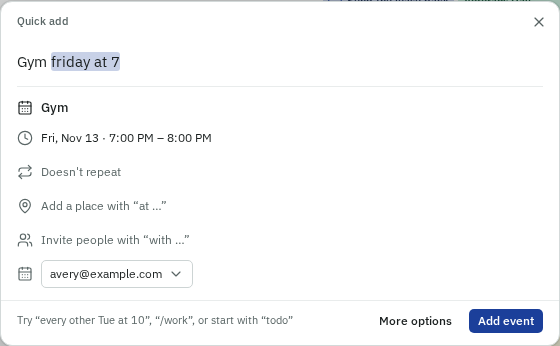 Quick add
Gym friday at 7
Gym
Fri, Nov 13 · 7:00 PM – 8:00 PM
Doesn't repeat
Add a place with “at ...”
Invite people with “with ...”
avery@example.com
Try “every other Tue at 10”, “/work”, or start with “todo”
More options
Add event